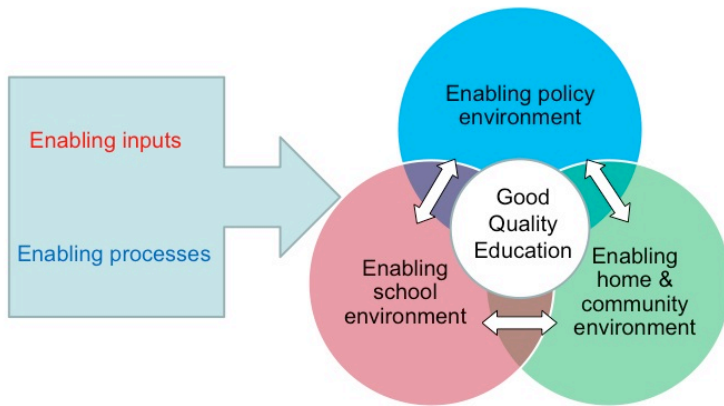 Enabling inputs
Enabling processes
Enabling policy
environment
Good
Quality
Education
Enabling
school
environment
Enabling
home &
community
environment